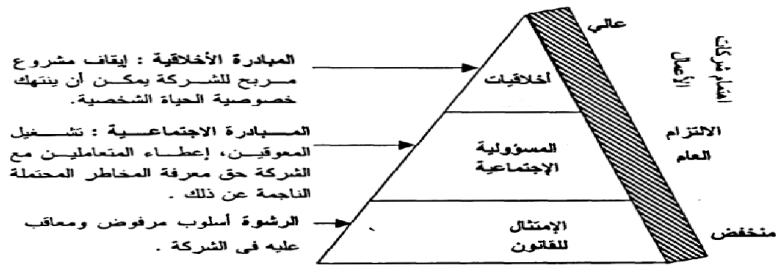 المبادرة الأخلاقية : إيقاف مشروع
مربح للشركة يمكن أن ينتهك
خصوصية الحياة الشخصية.
المبادرة الاجتماعية : تشغيل
المعوقين، إعطاء المتعاملين مع
الشركة حق معرفة المخاطر المحتملة
الناجمة عن ذلك .
الرشوة أسلوب مرفوض ومعاقب
عليه في الشركة .
أخلاقيات
المسؤولية
الإجتماعية
الإمتثال
للقانون
عالي
اهتمام شركات
الأعمال
الالتزام
العام
منخفض